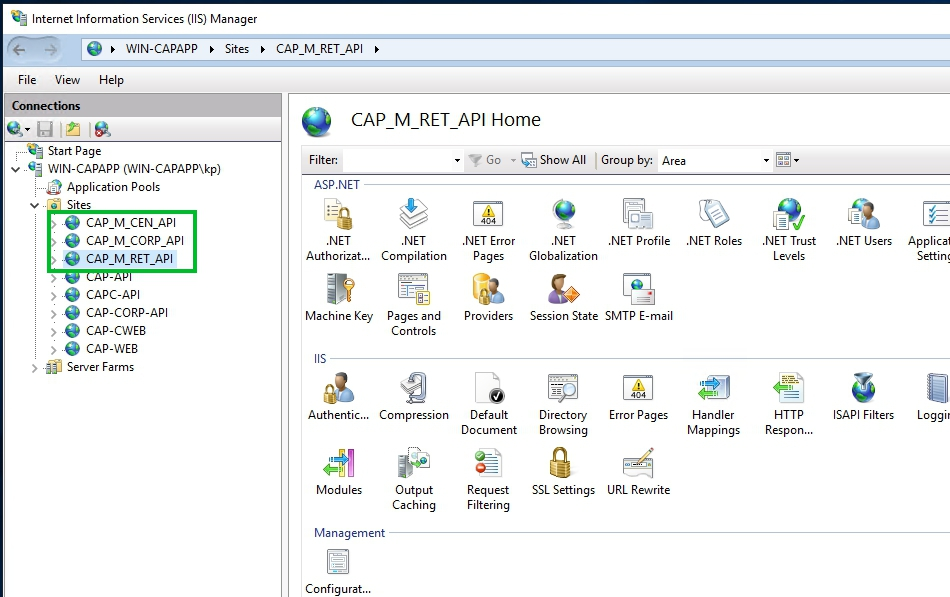 Internet Information Services (IIS) Manager
WIN-CAPAPP Sites CAP_M_RET_API
File View Help
Connections
Start Page
WIN-CAPAPP (WIN-CAPAPP\kp)
Application Pools
Sites
CAP_M_CEN_API
CAP_M_CORP_API
CAP_M_RET_API
CAP-API
CAPC-API
CAP-CORP-API
CAP-CWEB
CAP-WEB
Server Farms
CAP_M_RET_API Home
Filter: Go Show All Group by: Area
ASP.NET
.NET Authorizat...
.NET Compilation
.NET Error Pages
.NET Globalization
.NET Profile
.NET Roles
.NET Trust Levels
.NET Users
Applicat
Setting
Machine Key
Pages and Controls
Providers
Session State
SMTP E-mail
IIS
Authentic...
Compression
Default Document
Directory Browsing
Error Pages
Handler Mappings
HTTP Respon...
ISAPI Filters
Loggin
Modules
Output Caching
Request Filtering
SSL Settings
URL Rewrite
Management
Configurat...